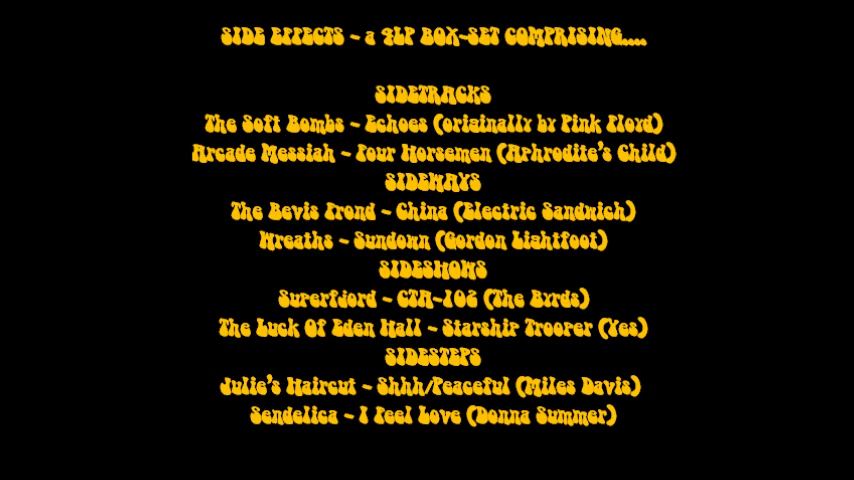 SIDE EFFECTS - a 4LP BOX-SET COMPRISING....
SIDETRACKS
The Soft Bombs - Echoes (originally by Pink Floyd)
Arcade Messiah - Four Horsemen (Aphrodite's Child)
SIDEWAYS
The Bevis Frond - China (Electric Sandwich)
Wreaths - Sundown (Gordon Lightfoot)
SIDESHOWS
Superfjord - CTA-102 (The Byrds)
The Luck Of Eden Hall - Starship Trooper (Yes)
SIDESTEPS
Julie's Haircut - Shhh/Peaceful (Miles Davis)
Sendelica - I Feel Love (Donna Summer)